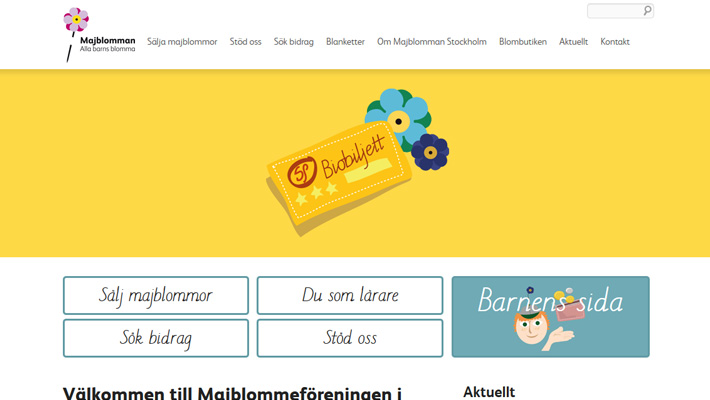 Majblomman
Alla barns blomma
Sälja majblommor Stöd oss Sök bidrag Blanketter Om Majblomman Stockholm Blombutiken Aktuellt Kontakt
SF Biobiljett
Sälj majblommor
Du som lärare
Barnens sida
Sök bidrag
Stöd oss
Välkommen till Majblommeföreningen i
Aktuellt